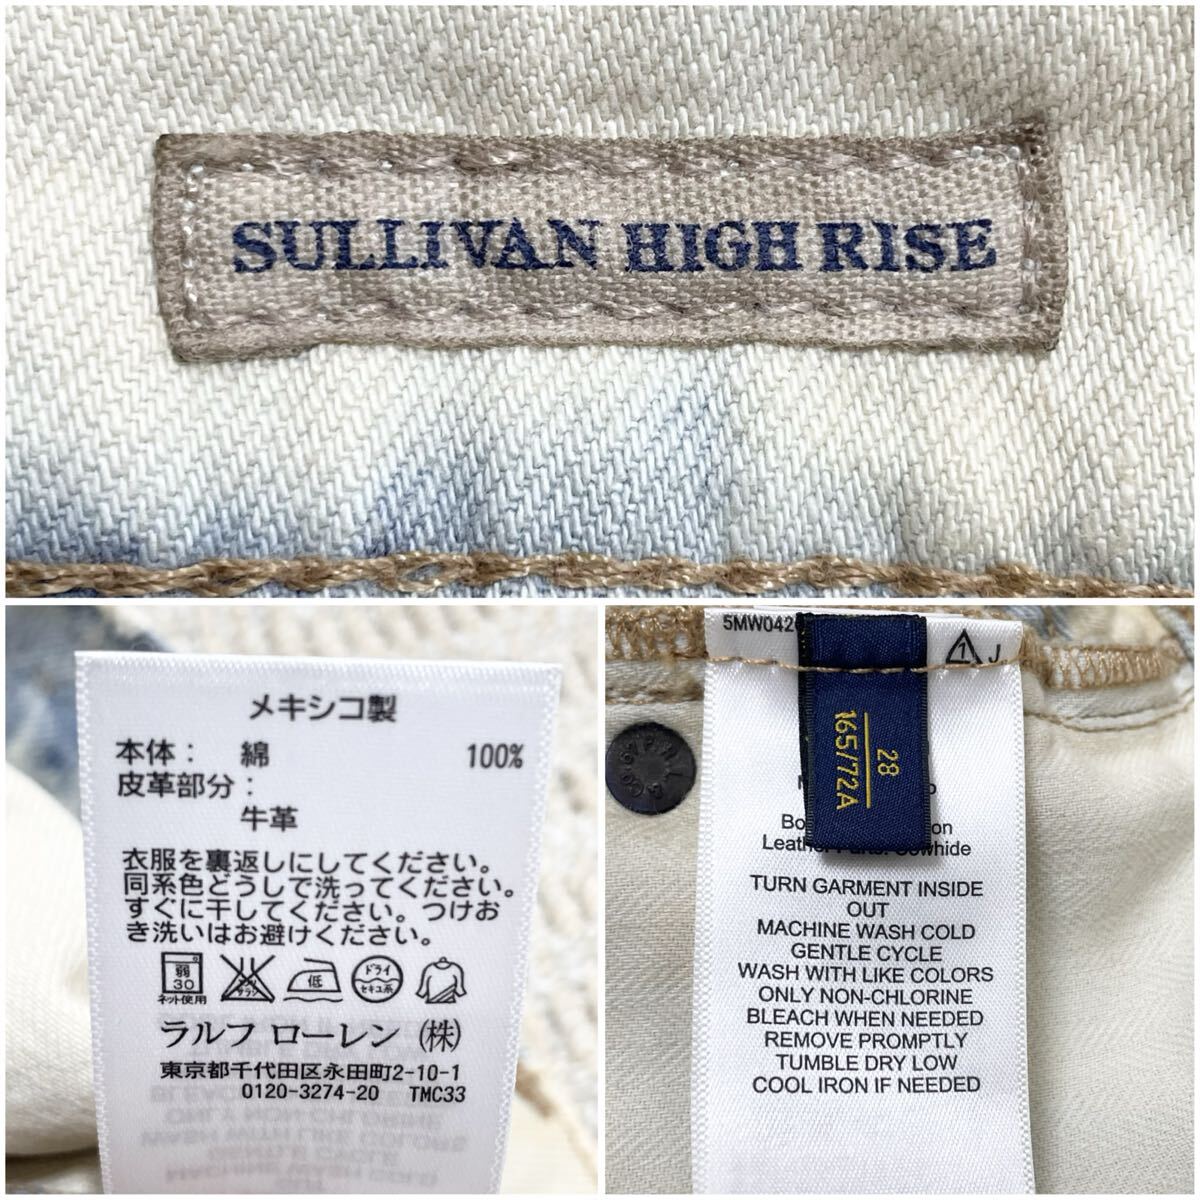 SULLIVAN HIGH RISE
メキシコ製
本体： 綿 100%
皮革部分：
牛革
衣服を裏返しにしてください。
同系色どうしで洗ってください。
すぐに干してください。つけお
き洗いはお避けください。
弱 30 低 ドライ セキユ系
ネット使用
ラルフ ローレン （株）
東京都千代田区永田町2-10-1
0120-3274-20 TMC33
5MW042
1 J
28
165/72A
Leather
TURN GARMENT INSIDE
OUT
MACHINE WASH COLD
GENTLE CYCLE
WASH WITH LIKE COLORS
ONLY NON-CHLORINE
BLEACH WHEN NEEDED
REMOVE PROMPTLY
TUMBLE DRY LOW
COOL IRON IF NEEDED